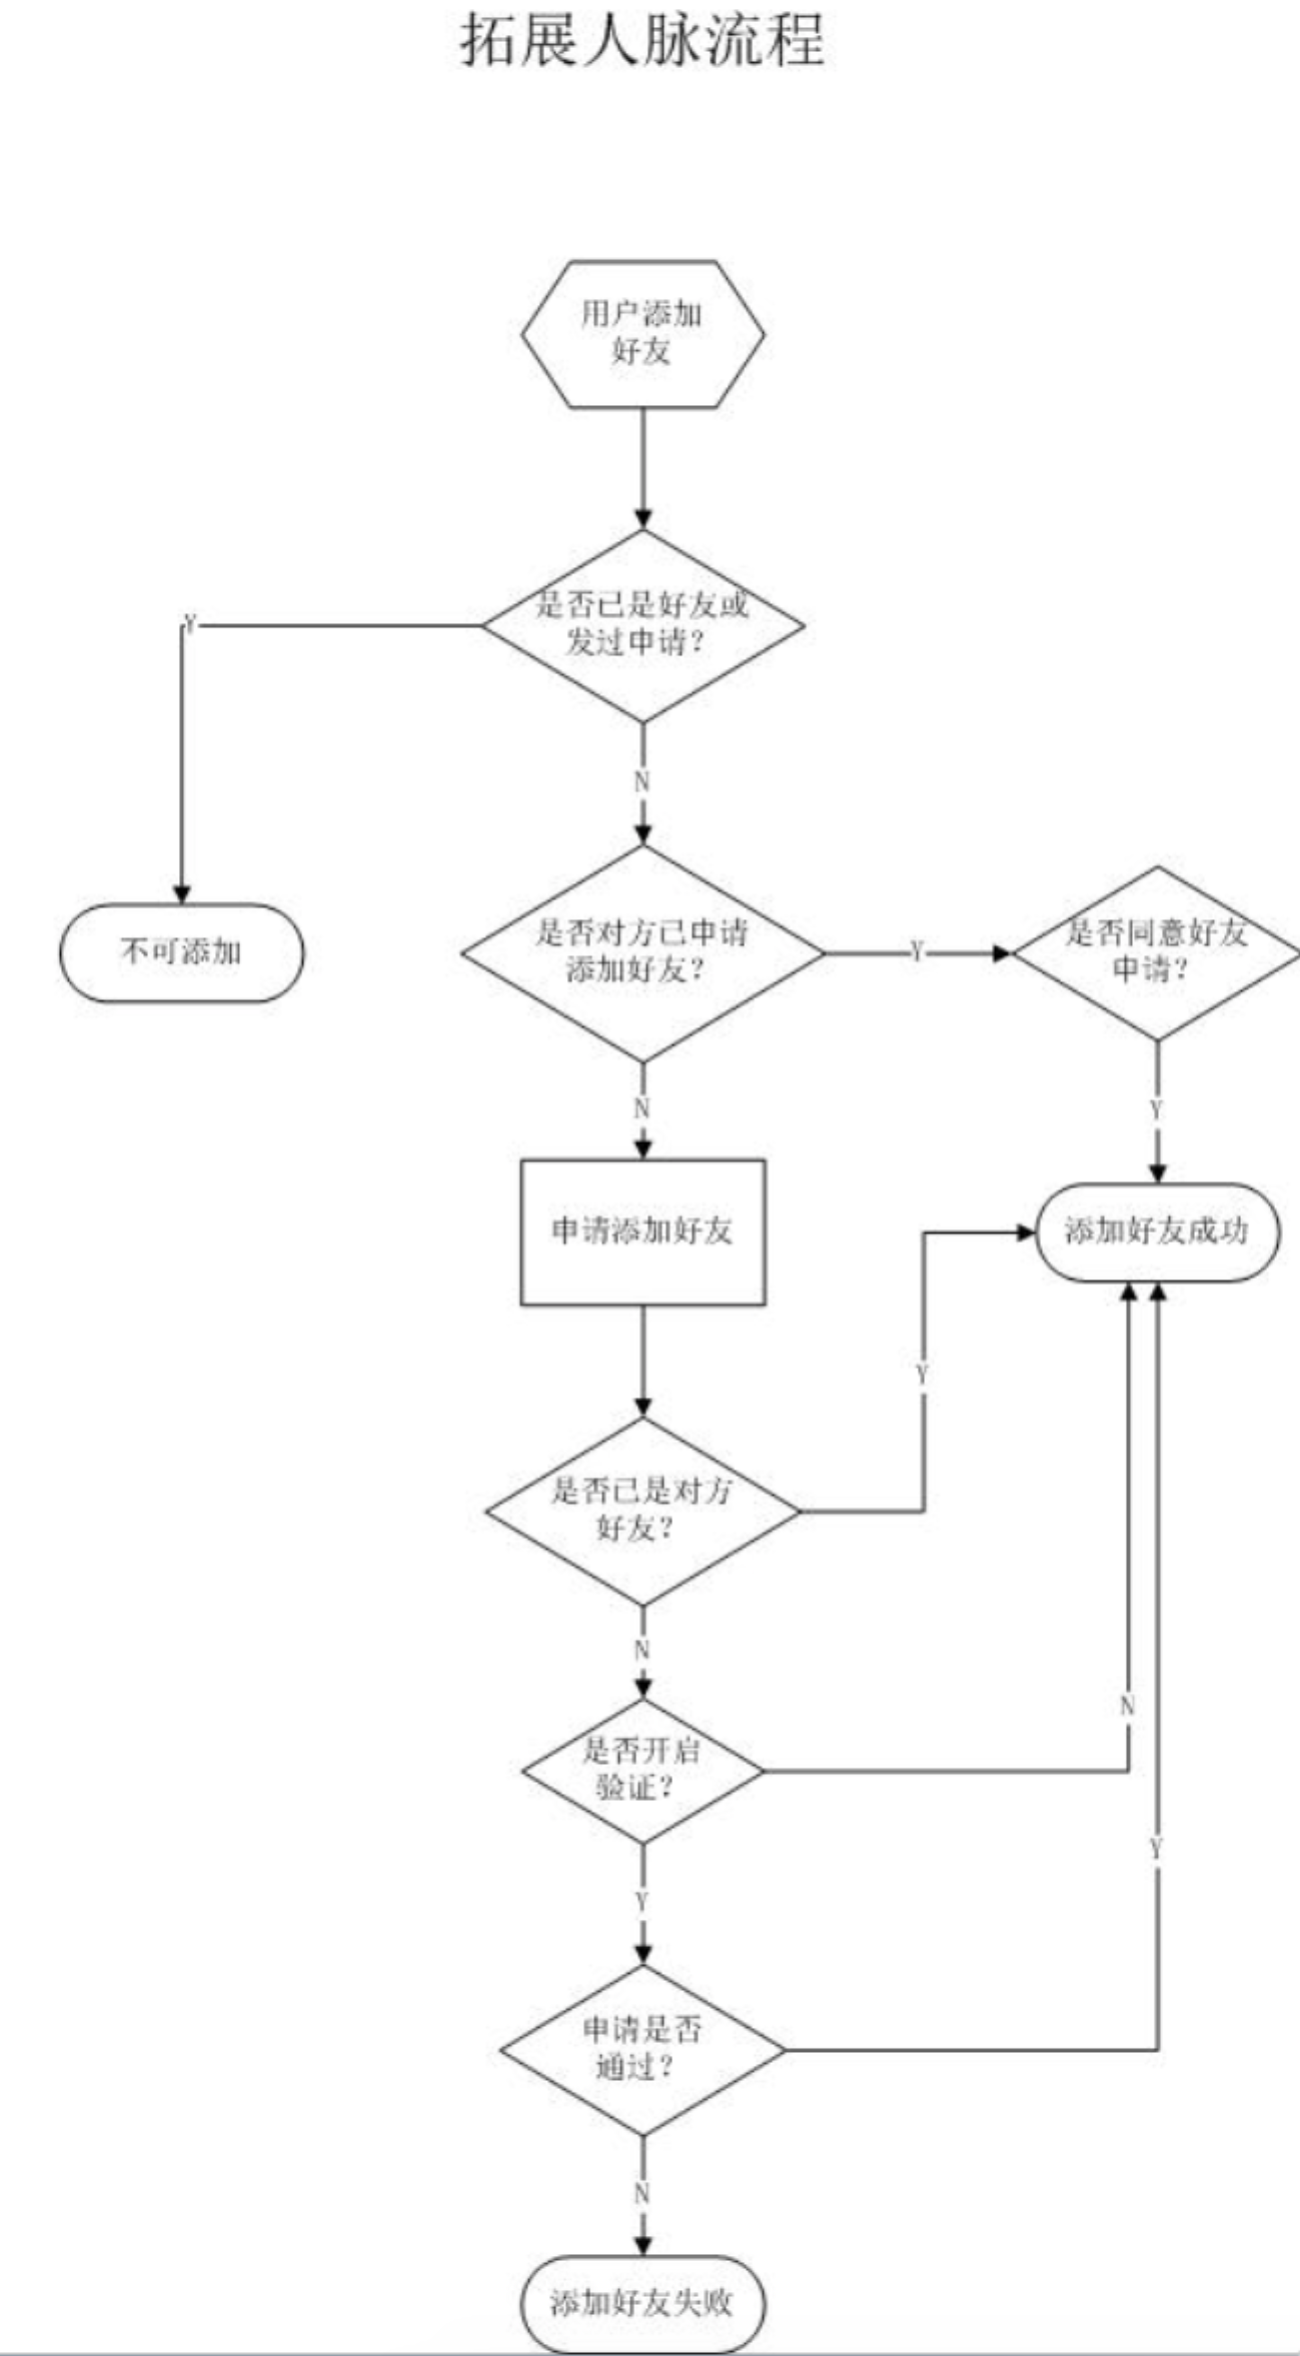 拓展人脉流程
用户添加
好友
是否已是好友或
发过申请？
Y
N
不可添加
是否对方已申请
添加好友？
Y
是否同意好友
申请？
N
Y
申请添加好友
添加好友成功
Y
是否已是对方
好友？
N
N
是否开启
验证？
Y
Y
申请是否
通过？
N
添加好友失败